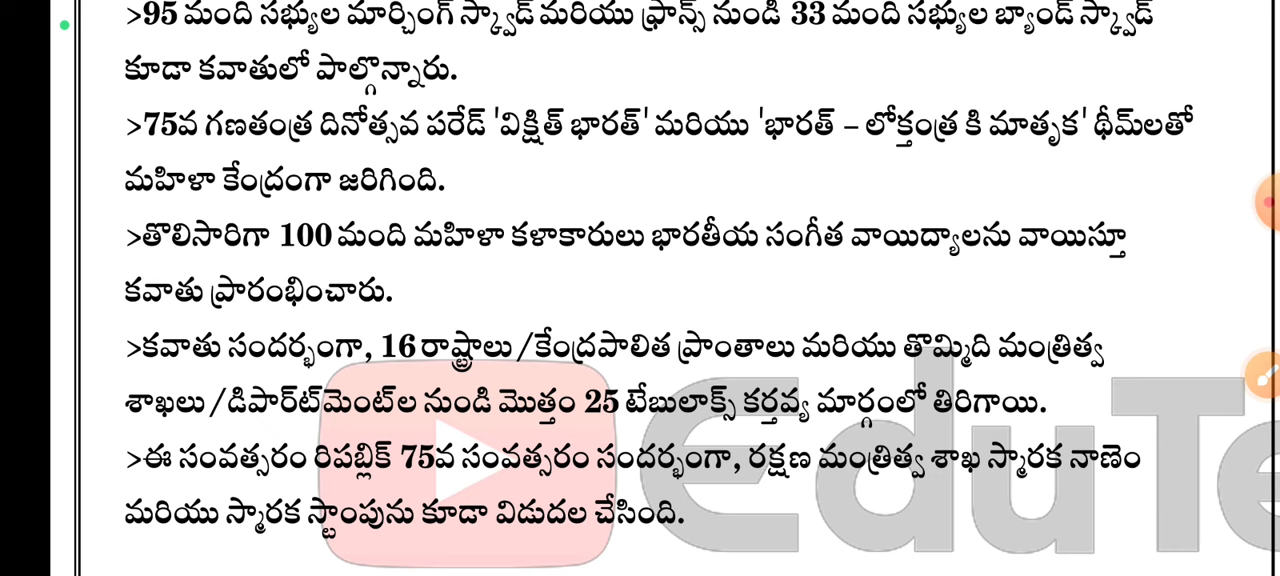 >95 మంది సభ్యుల మార్చింగ్ స్క్వాడ్ మరియు ఫ్రాన్స్ నుండి 33 మంది సభ్యుల బ్యాండ్ స్క్వాడ్
కూడా కవాతులో పాల్గొన్నారు.
>75వ గణతంత్ర దినోత్సవ పరేడ్ 'విక్షిత్ భారత్' మరియు 'భారత్ – లోక్తంత్ర కి మాతృక' థీమ్‌లతో
మహిళా కేంద్రంగా జరిగింది.
>తొలిసారిగా 100 మంది మహిళా కళాకారులు భారతీయ సంగీత వాయిద్యాలను వాయిస్తూ
కవాతు ప్రారంభించారు.
>కవాతు సందర్భంగా, 16 రాష్ట్రాలు/కేంద్రపాలిత ప్రాంతాలు మరియు తొమ్మిది మంత్రిత్వ
శాఖలు/డిపార్ట్‌మెంట్‌ల నుండి మొత్తం 25 టేబులాక్స్ కర్తవ్య మార్గంలో తిరిగాయి.
>ఈ సంవత్సరం రిపబ్లిక్ 75వ సంవత్సరం సందర్భంగా, రక్షణ మంత్రిత్వ శాఖ స్మారక నాణెం
మరియు స్మారక స్టాంపును కూడా విడుదల చేసింది.
EduTe